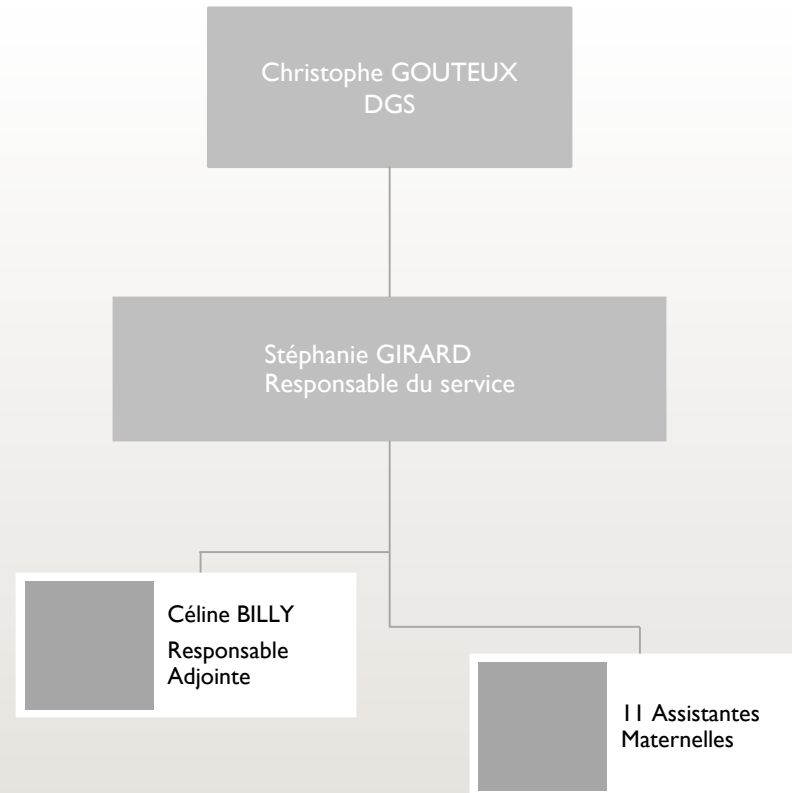 Christophe GOUTEUX
DGS
Stéphanie GIRARD
Responsable du service
Céline BILLY
Responsable
Adjointe
11 Assistantes
Maternelles